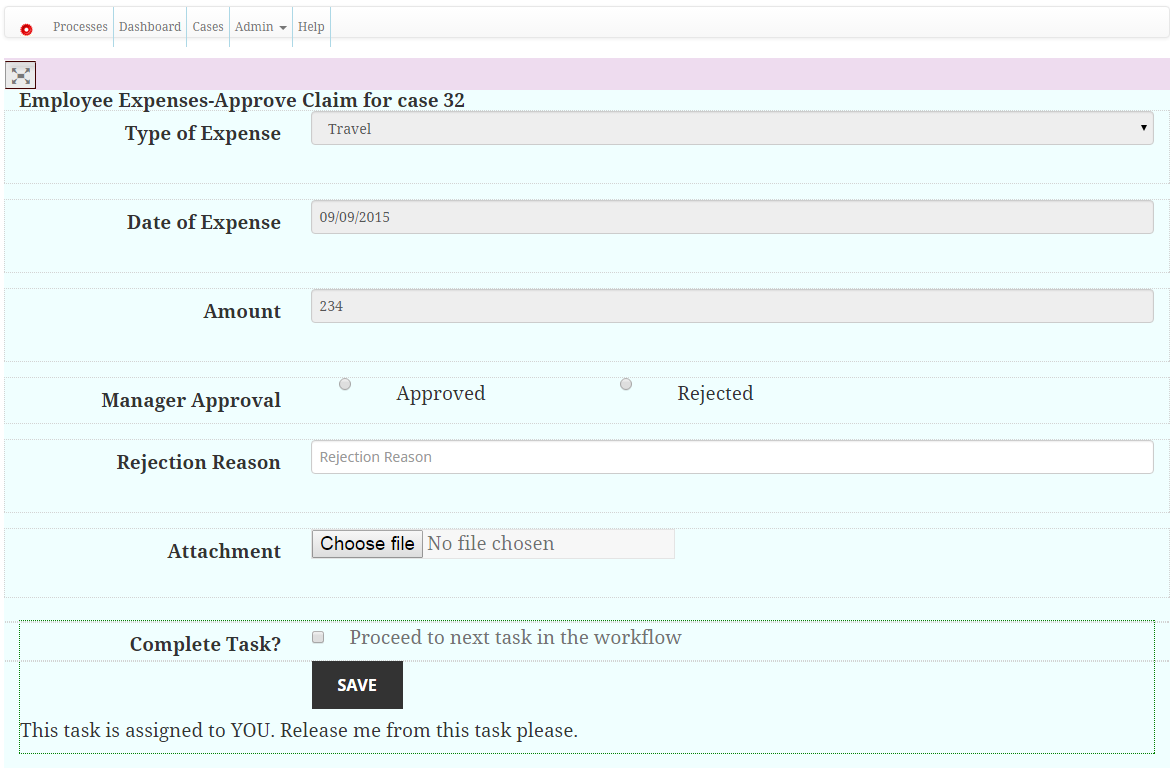 Processes Dashboard Cases Admin Help
Employee Expenses-Approve Claim for case 32
Type of Expense Travel
Date of Expense 09/09/2015
Amount 234
Manager Approval Approved Rejected
Rejection Reason Rejection Reason
Attachment Choose file No file chosen
Complete Task? Proceed to next task in the workflow
SAVE
This task is assigned to YOU. Release me from this task please.